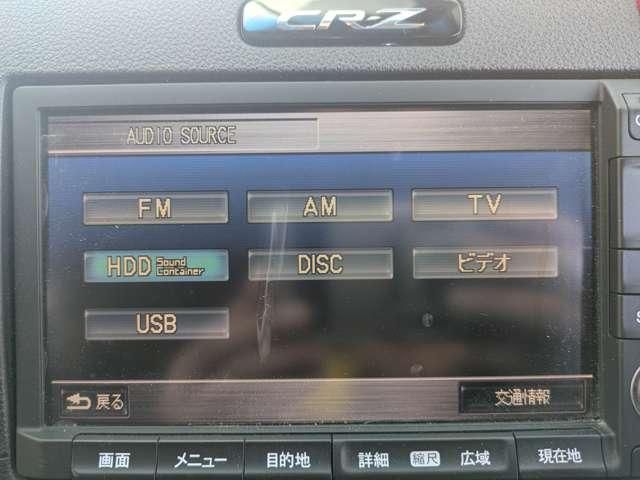 CR-Z
AUDIO SOURCE
FM AM TV
HDD Sound Container DISC ビデオ
USB
戻る 交通情報
画面 メニュー 目的地 詳細 縮尺 広域 現在地